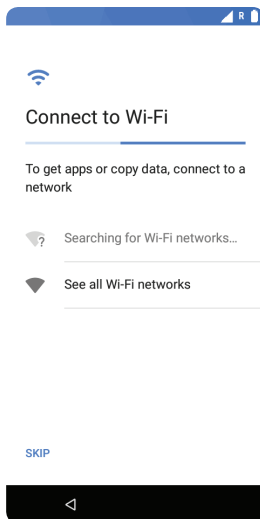 R
Connect to Wi-Fi
To get apps or copy data, connect to a
network
?
Searching for Wi-Fi networks…
See all Wi-Fi networks
SKIP